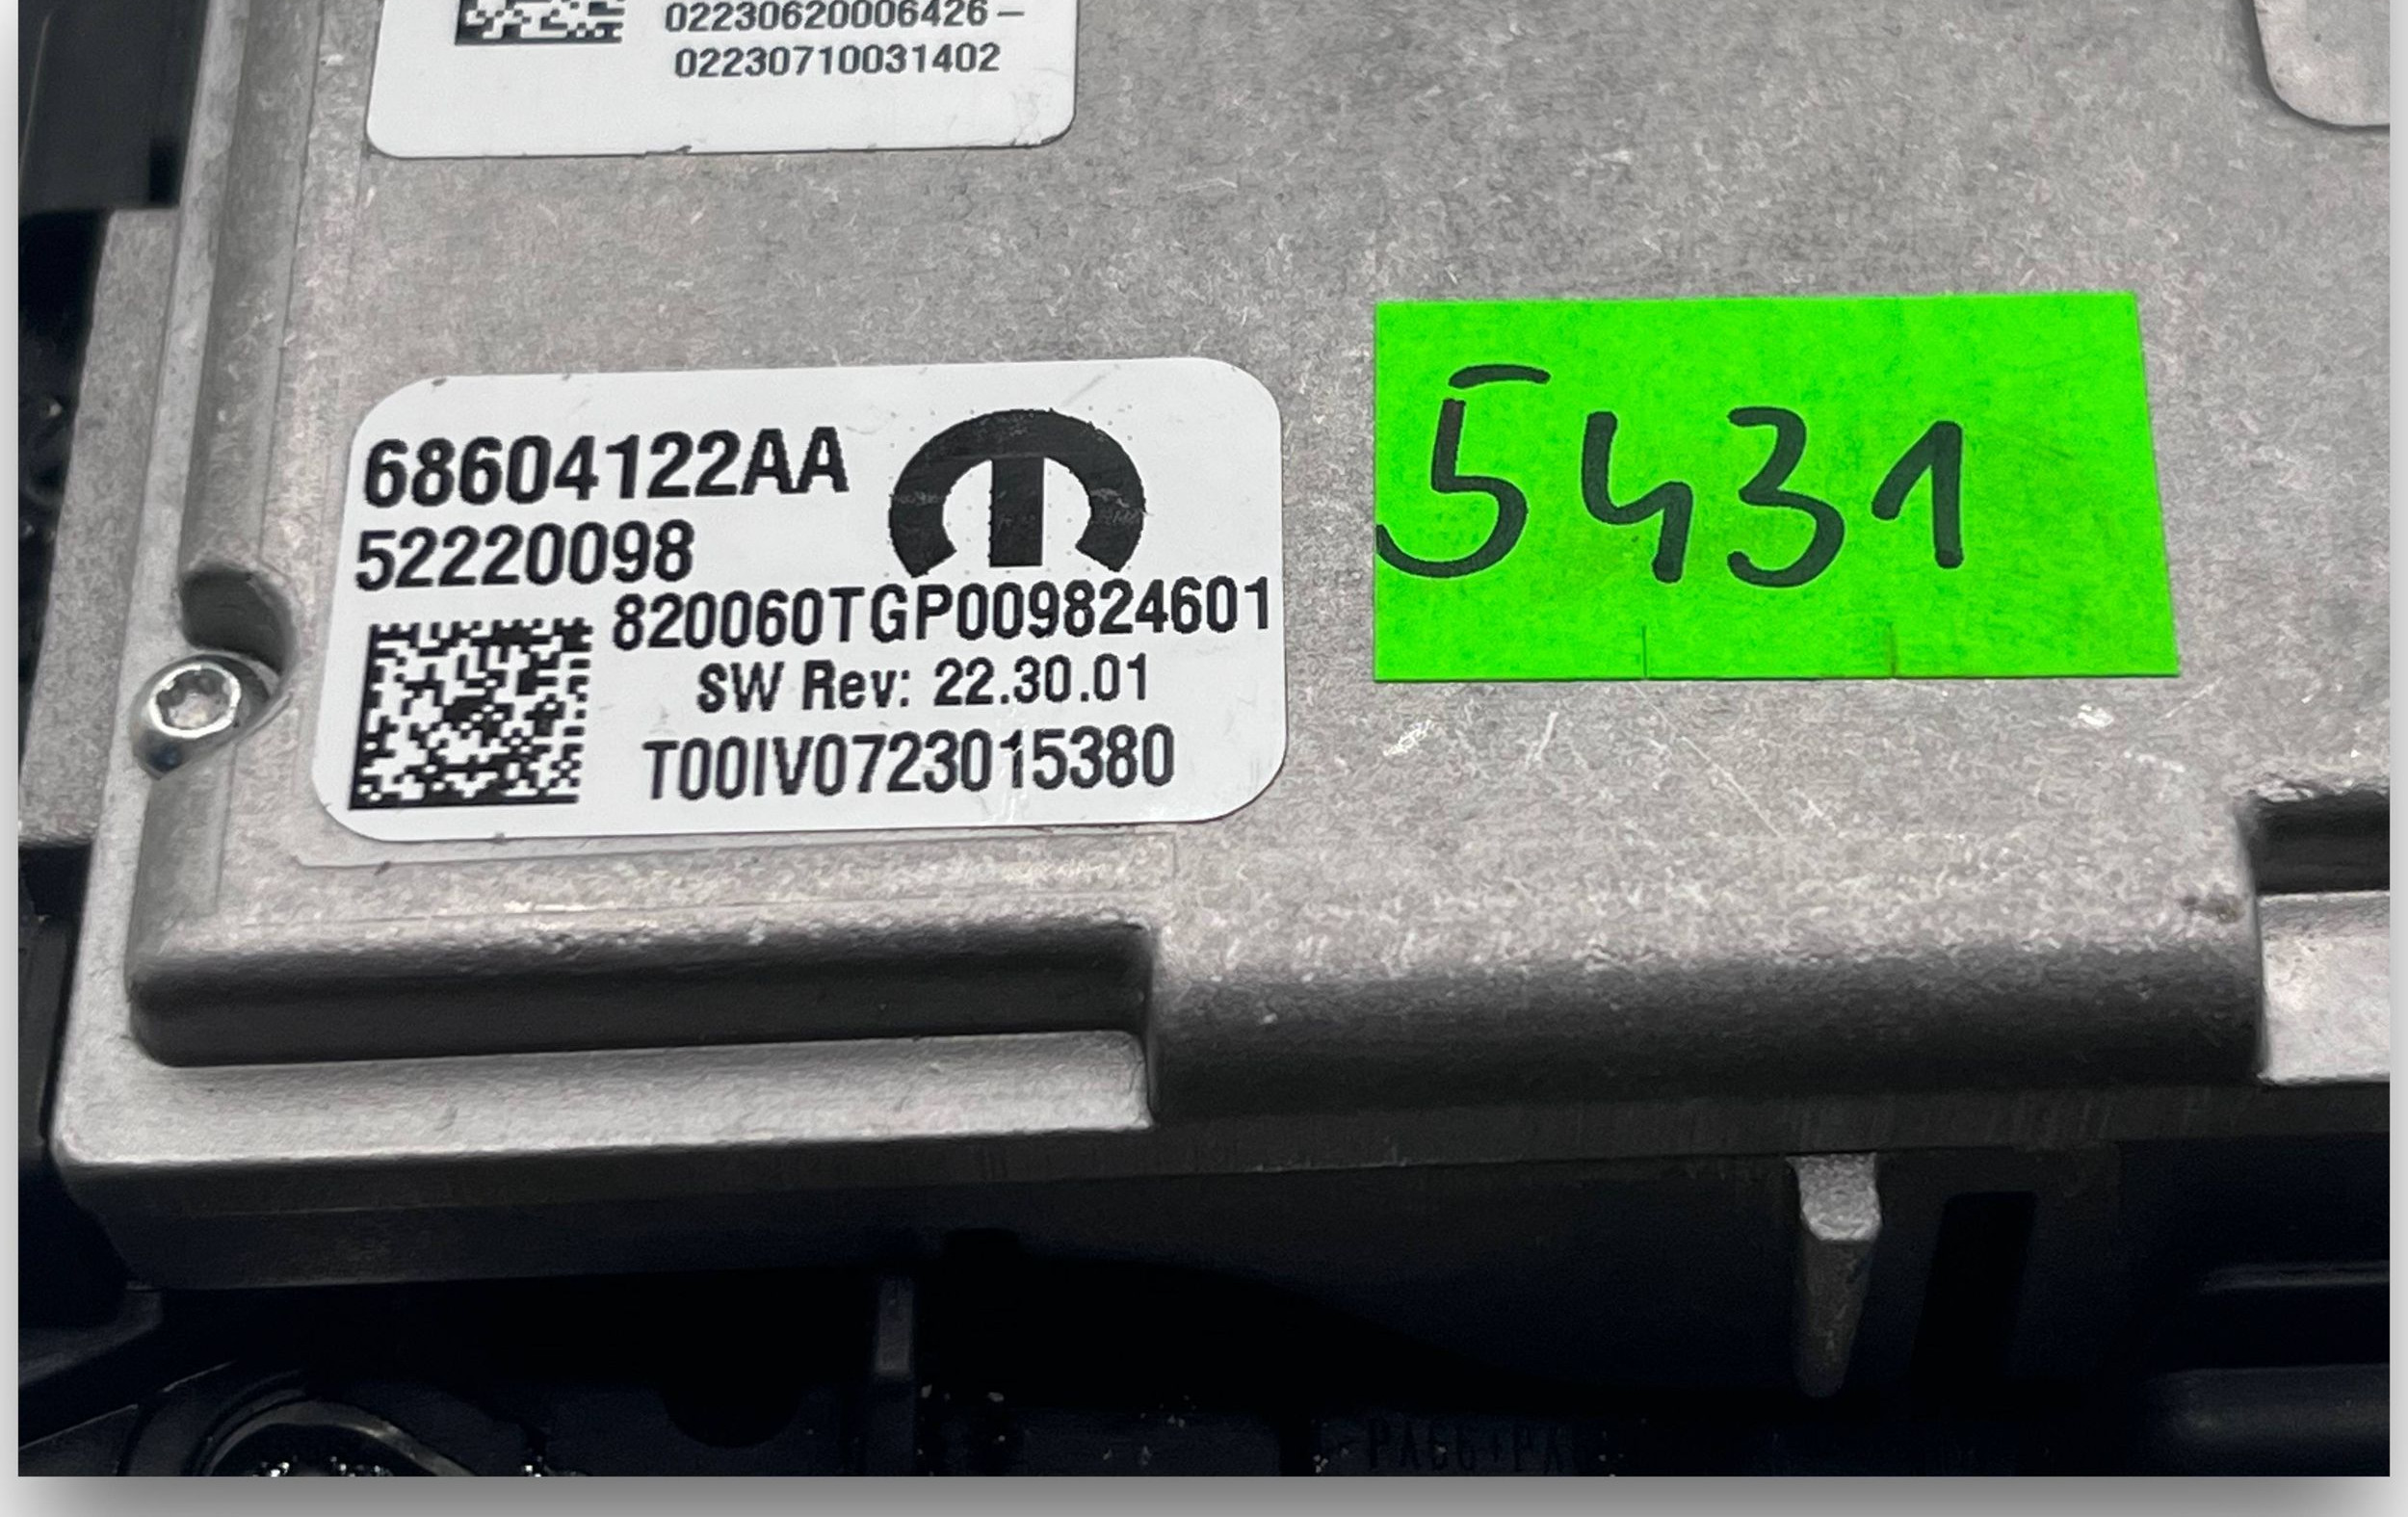 02230620006426 –
02230710031402
68604122AA
52220098
820060TGP009824601
SW Rev: 22.30.01
T00IV0723015380
5431